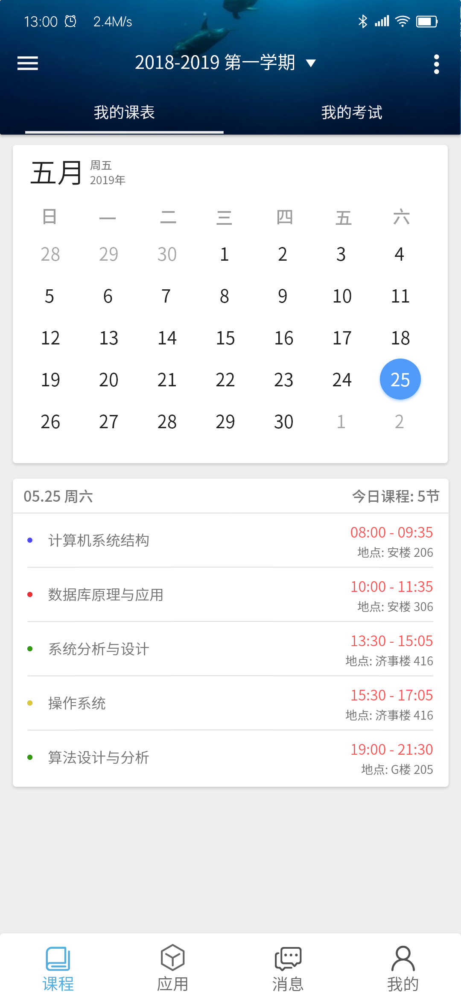 13:00 2.4M/s
2018-2019 第一学期
我的课表 我的考试
五月 周五
2019年
日 一 二 三 四 五 六
28 29 30 1 2 3 4
5 6 7 8 9 10 11
12 13 14 15 16 17 18
19 20 21 22 23 24 25
26 27 28 29 30 1 2
05.25 周六 今日课程: 5节
计算机系统结构 08:00 - 09:35
地点: 安楼 206
数据库原理与应用 10:00 - 11:35
地点: 安楼 306
系统分析与设计 13:30 - 15:05
地点: 济事楼 416
操作系统 15:30 - 17:05
地点: 济事楼 416
算法设计与分析 19:00 - 21:30
地点: G楼 205
课程 应用 消息 我的